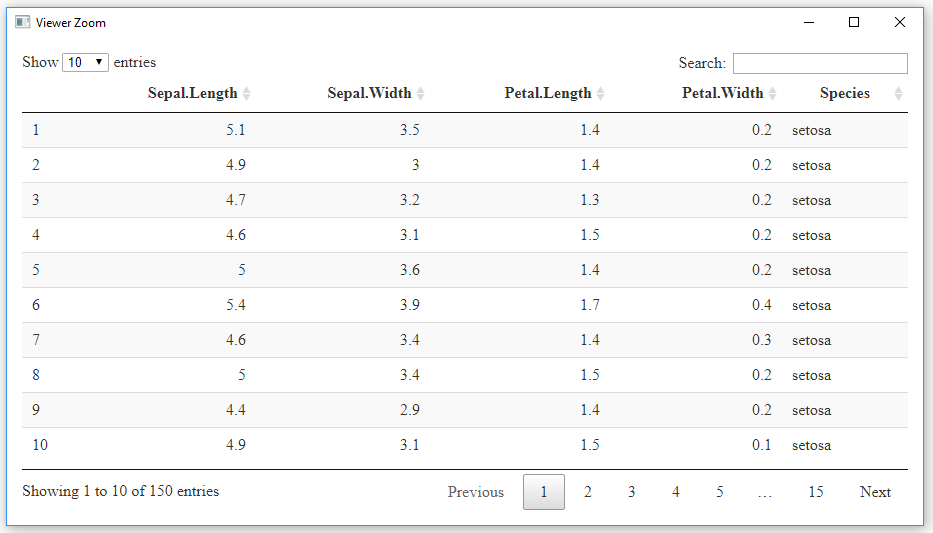 Viewer Zoom
Show 10 entries Search:
Sepal.Length Sepal.Width Petal.Length Petal.Width Species
1 5.1 3.5 1.4 0.2 setosa
2 4.9 3 1.4 0.2 setosa
3 4.7 3.2 1.3 0.2 setosa
4 4.6 3.1 1.5 0.2 setosa
5 5 3.6 1.4 0.2 setosa
6 5.4 3.9 1.7 0.4 setosa
7 4.6 3.4 1.4 0.3 setosa
8 5 3.4 1.5 0.2 setosa
9 4.4 2.9 1.4 0.2 setosa
10 4.9 3.1 1.5 0.1 setosa
Showing 1 to 10 of 150 entries Previous 1 2 3 4 5 … 15 Next